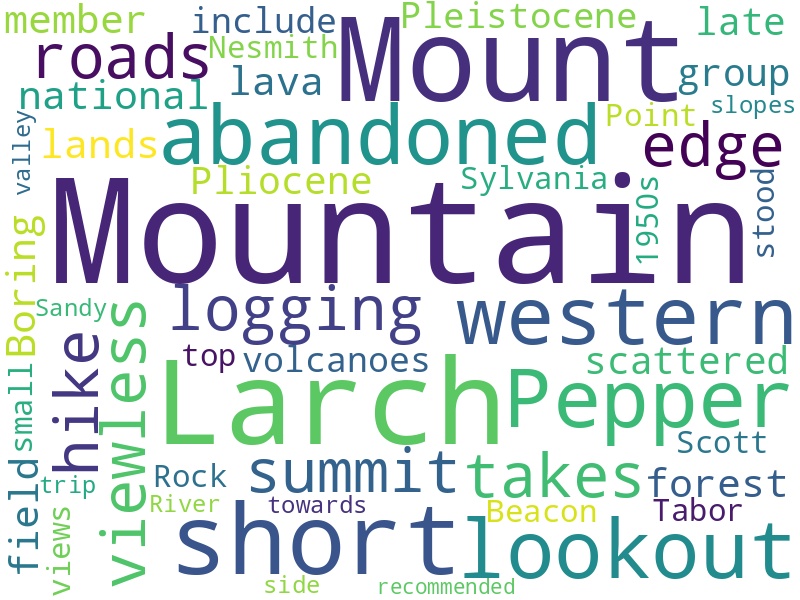 member
include
Pleistocene
late
roads
Nesmith
Mount
group
national
lava
slopes
abandoned
Point
valley
lands
edge
Pliocene
Sylvania
Mountain
1950s
stood
Boring
Sandy
logging
western
hike
viewless
top
volcanoes
scattered
small
Larch
Pepper
Scott
field
trip
Rock
summit
takes
forest
River
towards
Beacon
Tabor
views
short
lookout
side
recommended